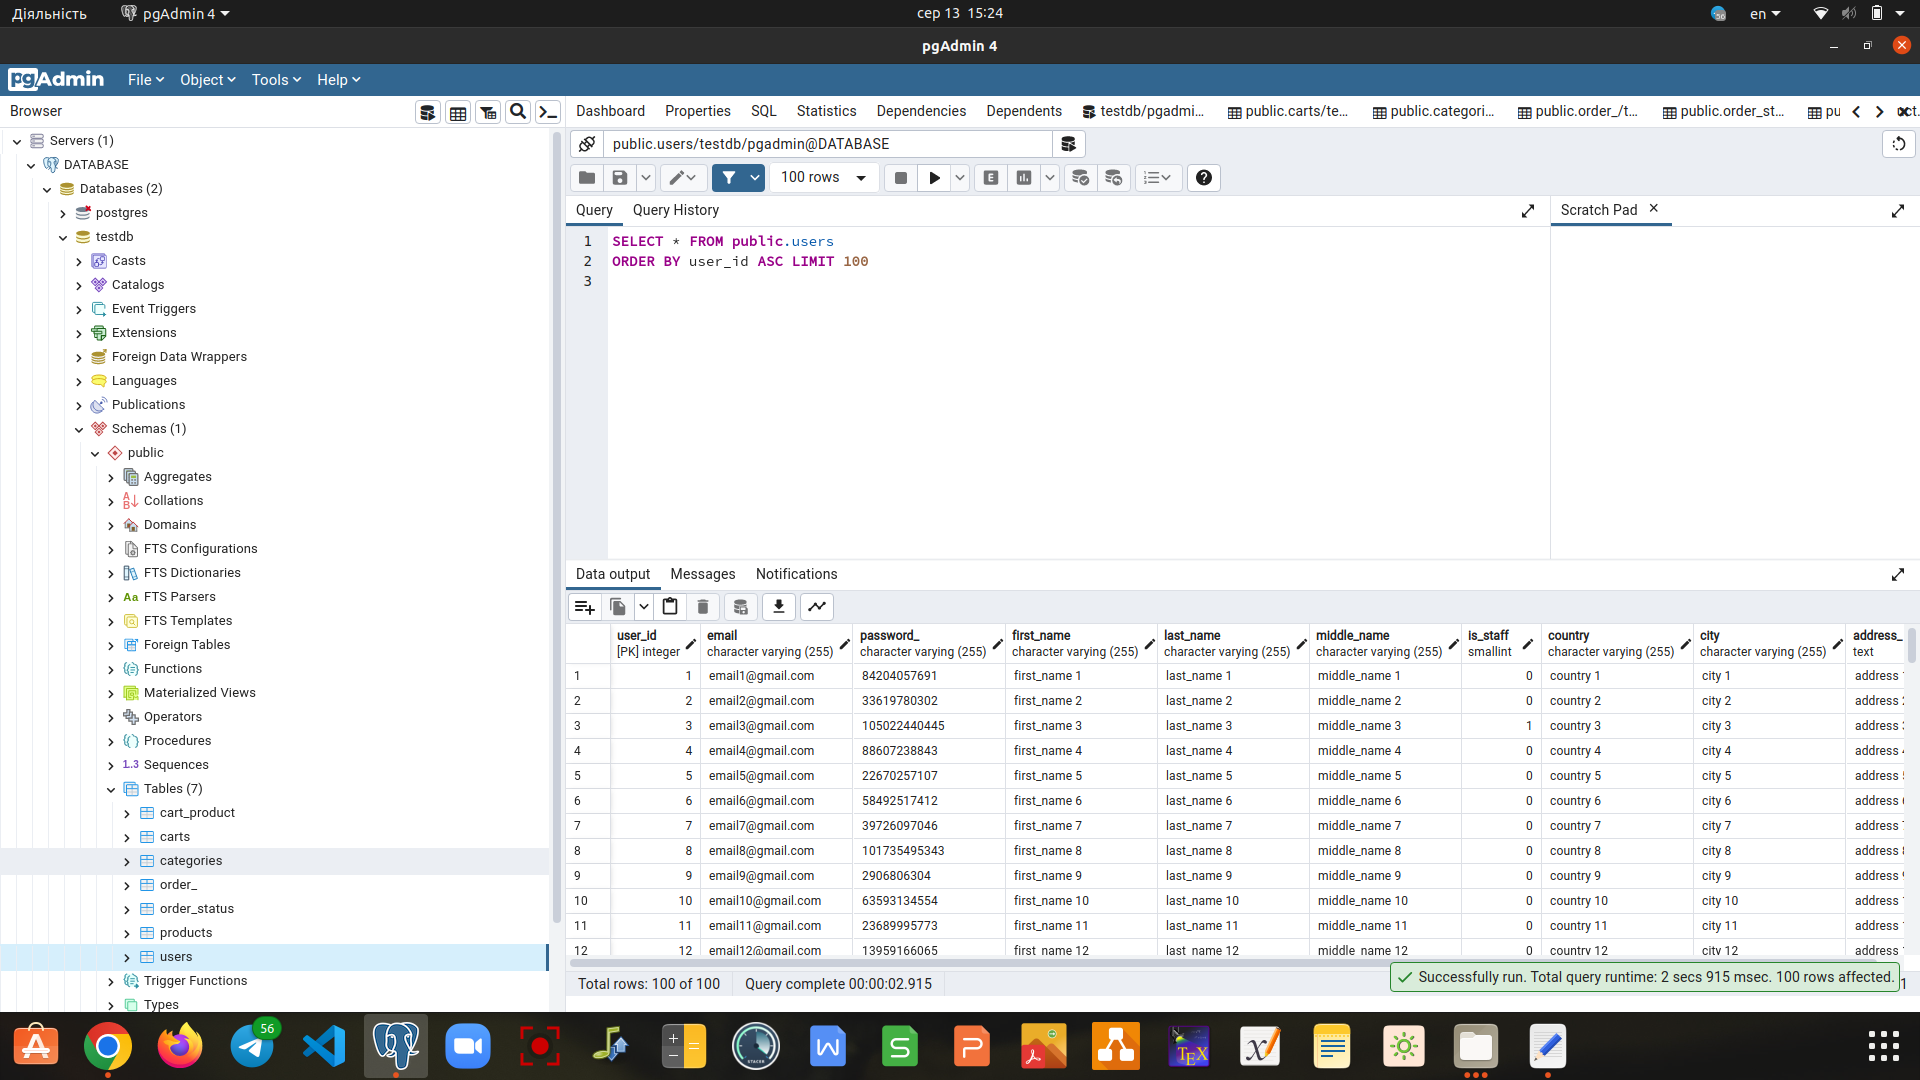 Діяльність
pgAdmin 4
сер 13 15:24
56
en
pgAdmin 4
pgAdmin
File
Object
Tools
Help
Browser
Dashboard
Properties
SQL
Statistics
Dependencies
Dependents
testdb/pgadmi...
public.carts/te...
public.categori...
public.order_/t...
public.order_st...
pu
Servers (1)
DATABASE
Databases (2)
postgres
testdb
Casts
Catalogs
Event Triggers
Extensions
Foreign Data Wrappers
Languages
Publications
Schemas (1)
public
Aggregates
Collations
Domains
FTS Configurations
FTS Dictionaries
Aa FTS Parsers
FTS Templates
Foreign Tables
Functions
Materialized Views
Operators
Procedures
1..3 Sequences
Tables (7)
cart_product
carts
categories
order_
order_status
products
users
Trigger Functions
Types
public.users/testdb/pgadmin@DATABASE
100 rows
E
Query
Query History
Scratch Pad
1 SELECT * FROM public.users
2 ORDER BY user_id ASC LIMIT 100
3
Data output
Messages
Notifications
user_id email password_ first_name last_name middle_name is_staff country city address_
[PK] integer character varying (255) character varying (255) character varying (255) character varying (255) character varying (255) smallint character varying (255) character varying (255) text
1 1 email1@gmail.com 84204057691 first_name 1 last_name 1 middle_name 1 0 country 1 city 1 address
2 2 email2@gmail.com 33619780302 first_name 2 last_name 2 middle_name 2 0 country 2 city 2 address
3 3 email3@gmail.com 105022440445 first_name 3 last_name 3 middle_name 3 1 country 3 city 3 address
4 4 email4@gmail.com 88607238843 first_name 4 last_name 4 middle_name 4 0 country 4 city 4 address
5 5 email5@gmail.com 22670257107 first_name 5 last_name 5 middle_name 5 0 country 5 city 5 address
6 6 email6@gmail.com 58492517412 first_name 6 last_name 6 middle_name 6 0 country 6 city 6 address
7 7 email7@gmail.com 39726097046 first_name 7 last_name 7 middle_name 7 0 country 7 city 7 address
8 8 email8@gmail.com 101735495343 first_name 8 last_name 8 middle_name 8 0 country 8 city 8 address
9 9 email9@gmail.com 2906806304 first_name 9 last_name 9 middle_name 9 0 country 9 city 9 address
10 10 email10@gmail.com 63593134554 first_name 10 last_name 10 middle_name 10 0 country 10 city 10 address
11 11 email11@gmail.com 23689995773 first_name 11 last_name 11 middle_name 11 0 country 11 city 11 address
12 12 email12@gmail.com 13959166065 first_name 12 last_name 12 middle_name 12 0 country 12 city 12 address
Total rows: 100 of 100
Query complete 00:00:02.915
Successfully run. Total query runtime: 2 secs 915 msec. 100 rows affected.
1
56
STACER
W
S
P
TEX
X